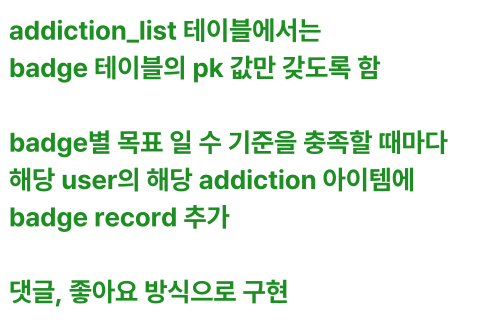 addiction_list 테이블에서는
badge 테이블의 pk 값만 갖도록 함
badge별 목표 일 수 기준을 충족할 때마다
해당 user의 해당 addiction 아이템에
badge record 추가
댓글, 좋아요 방식으로 구현